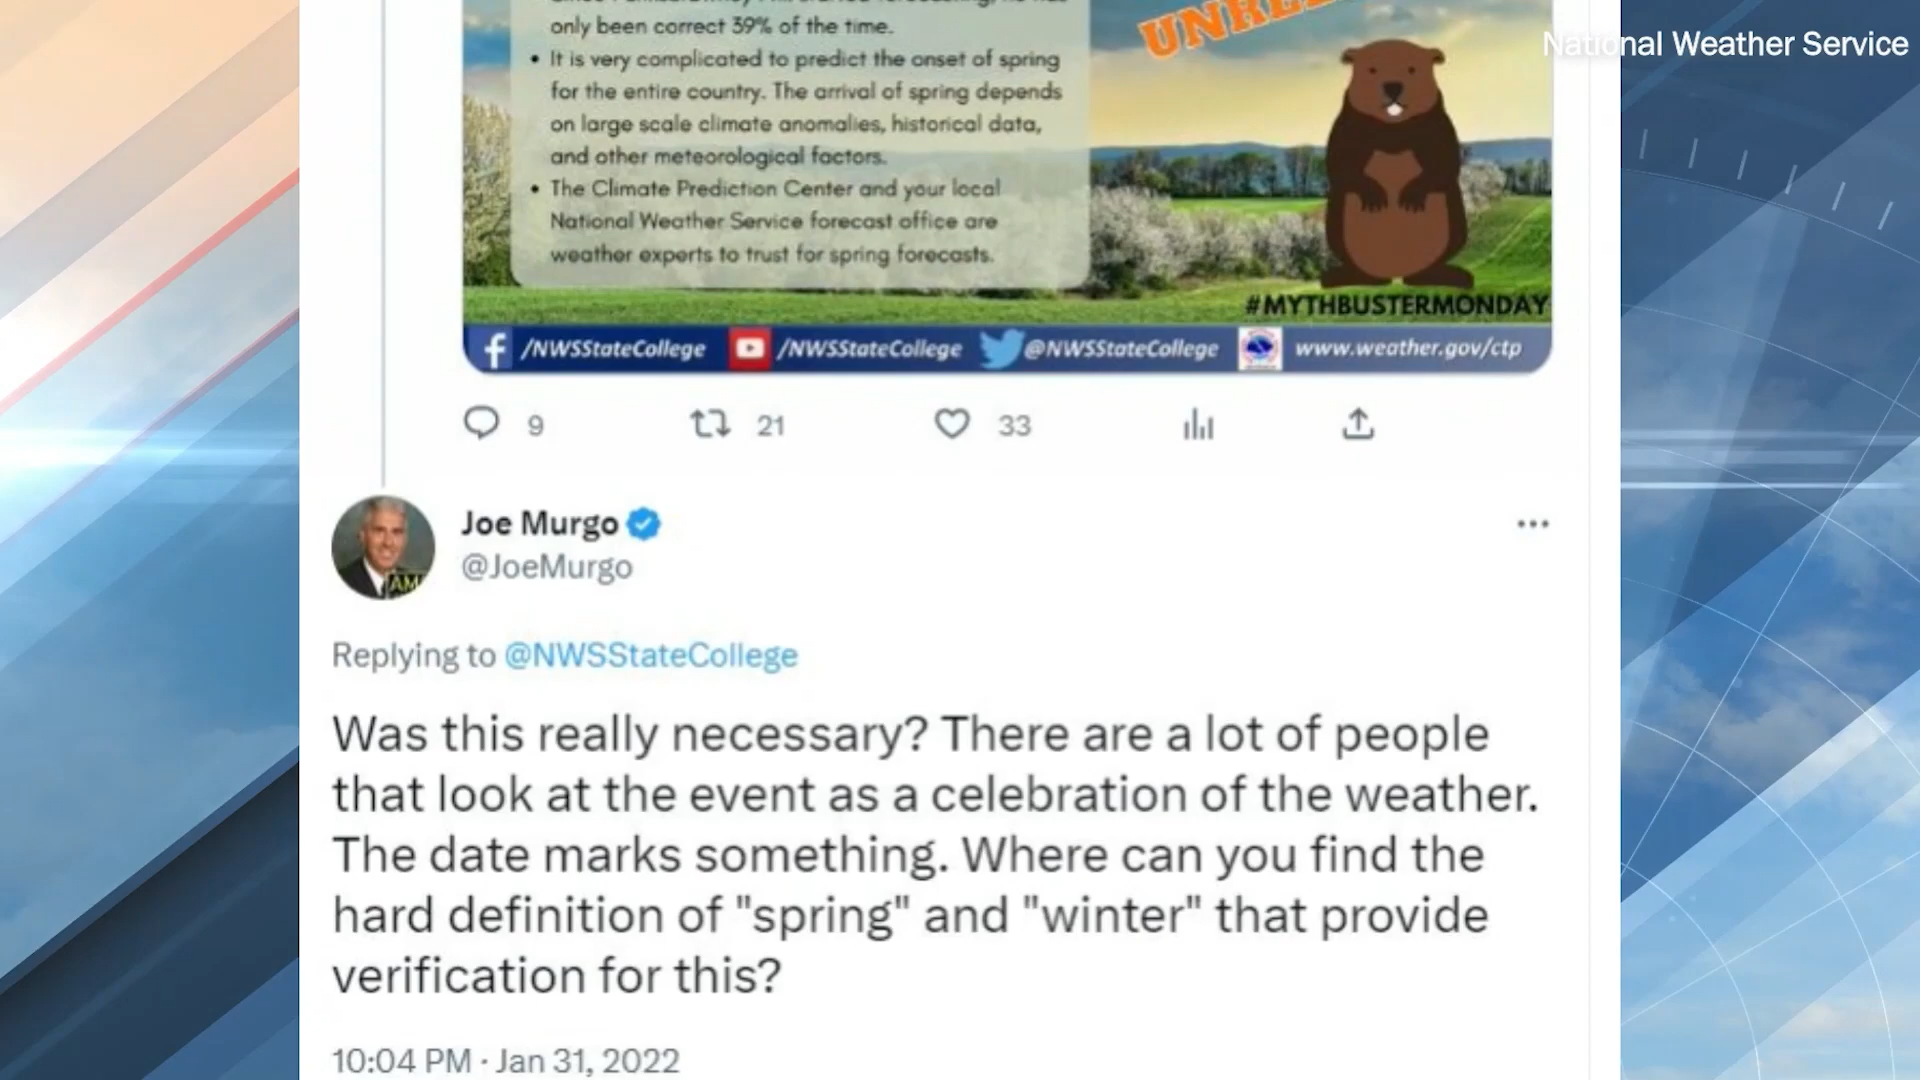 only been correct 39% of the time.
• It is very complicated to predict the onset of spring
for the entire country. The arrival of spring depends
on large scale climate anomalies, historical data,
and other meteorological factors.
• The Climate Prediction Center and your local
National Weather Service forecast office are
weather experts to trust for spring forecasts.
National Weather Service
#MYTHBUSTERMONDAY
/NWSStateCollege /NWSStateCollege @NWSStateCollege www.weather.gov/ctp
9 21 33
Joe Murgo
@JoeMurgo
AM
Replying to @NWSStateCollege
Was this really necessary? There are a lot of people
that look at the event as a celebration of the weather.
The date marks something. Where can you find the
hard definition of "spring" and "winter" that provide
verification for this?
10:04 PM · Jan 31, 2022